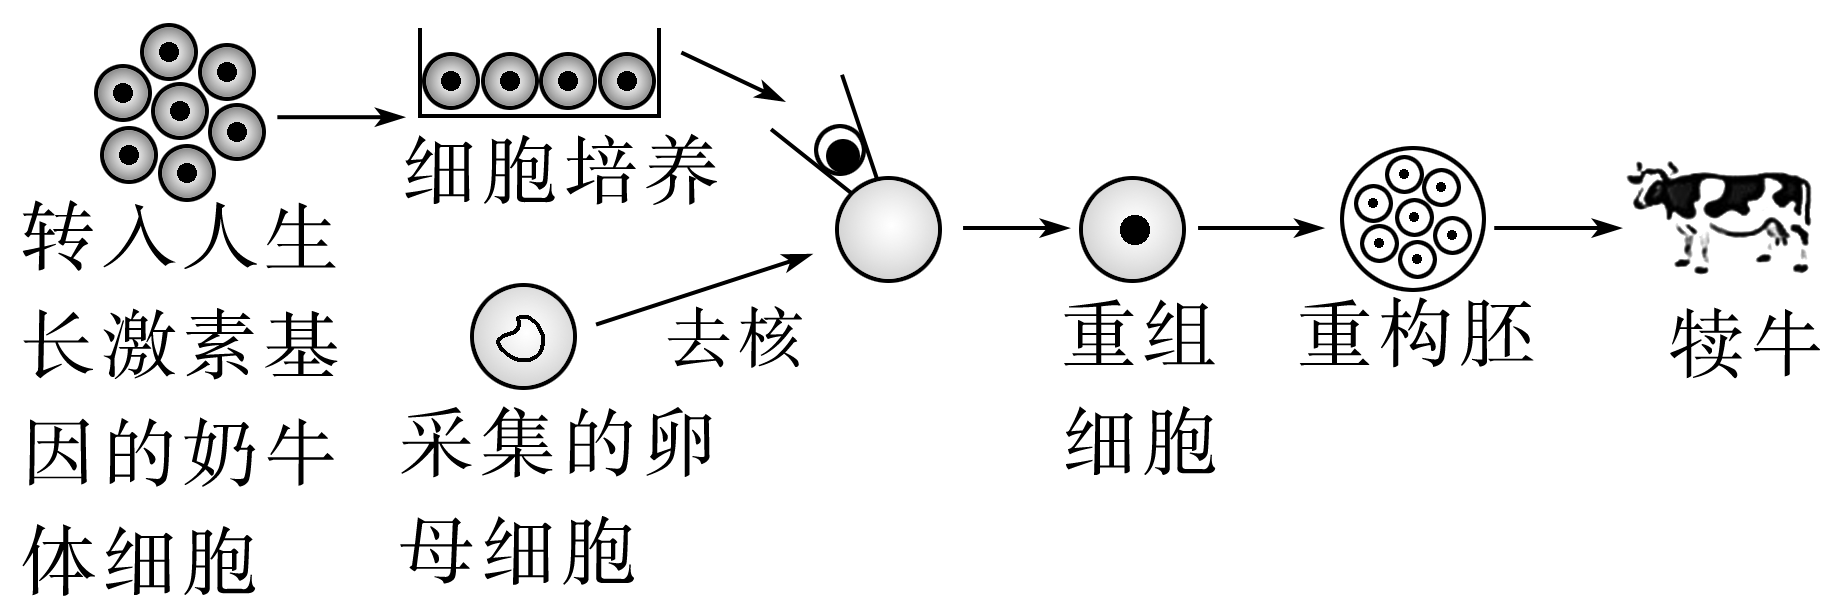 转入人生
长激素基
因的奶牛
体细胞
细胞培养
采集的卵
母细胞
去核
重组
细胞
重构胚
犊牛